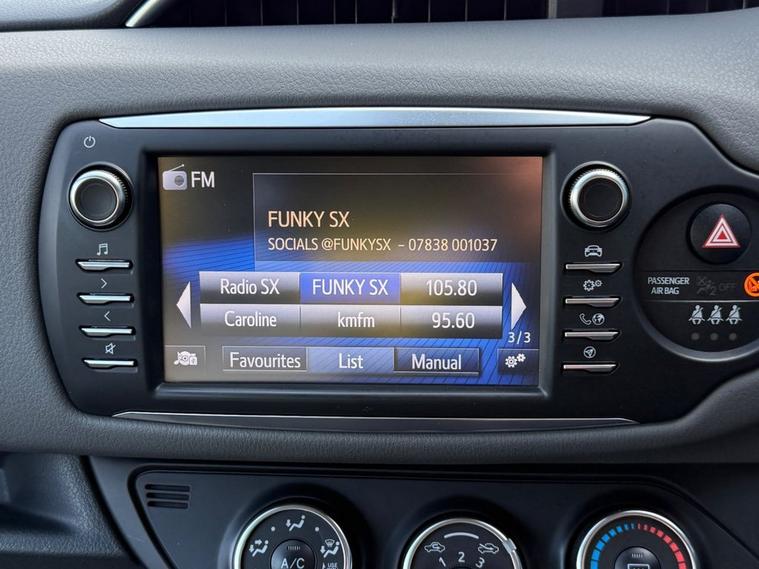 FM
FUNKY SX
SOCIALS @FUNKYSX - 07838 001037
Radio SX FUNKY SX 105.80
Caroline kmfm 95.60
3/3
Favourites List Manual
PASSENGER
AIR BAG OFF
A/C
USE
1 2 3